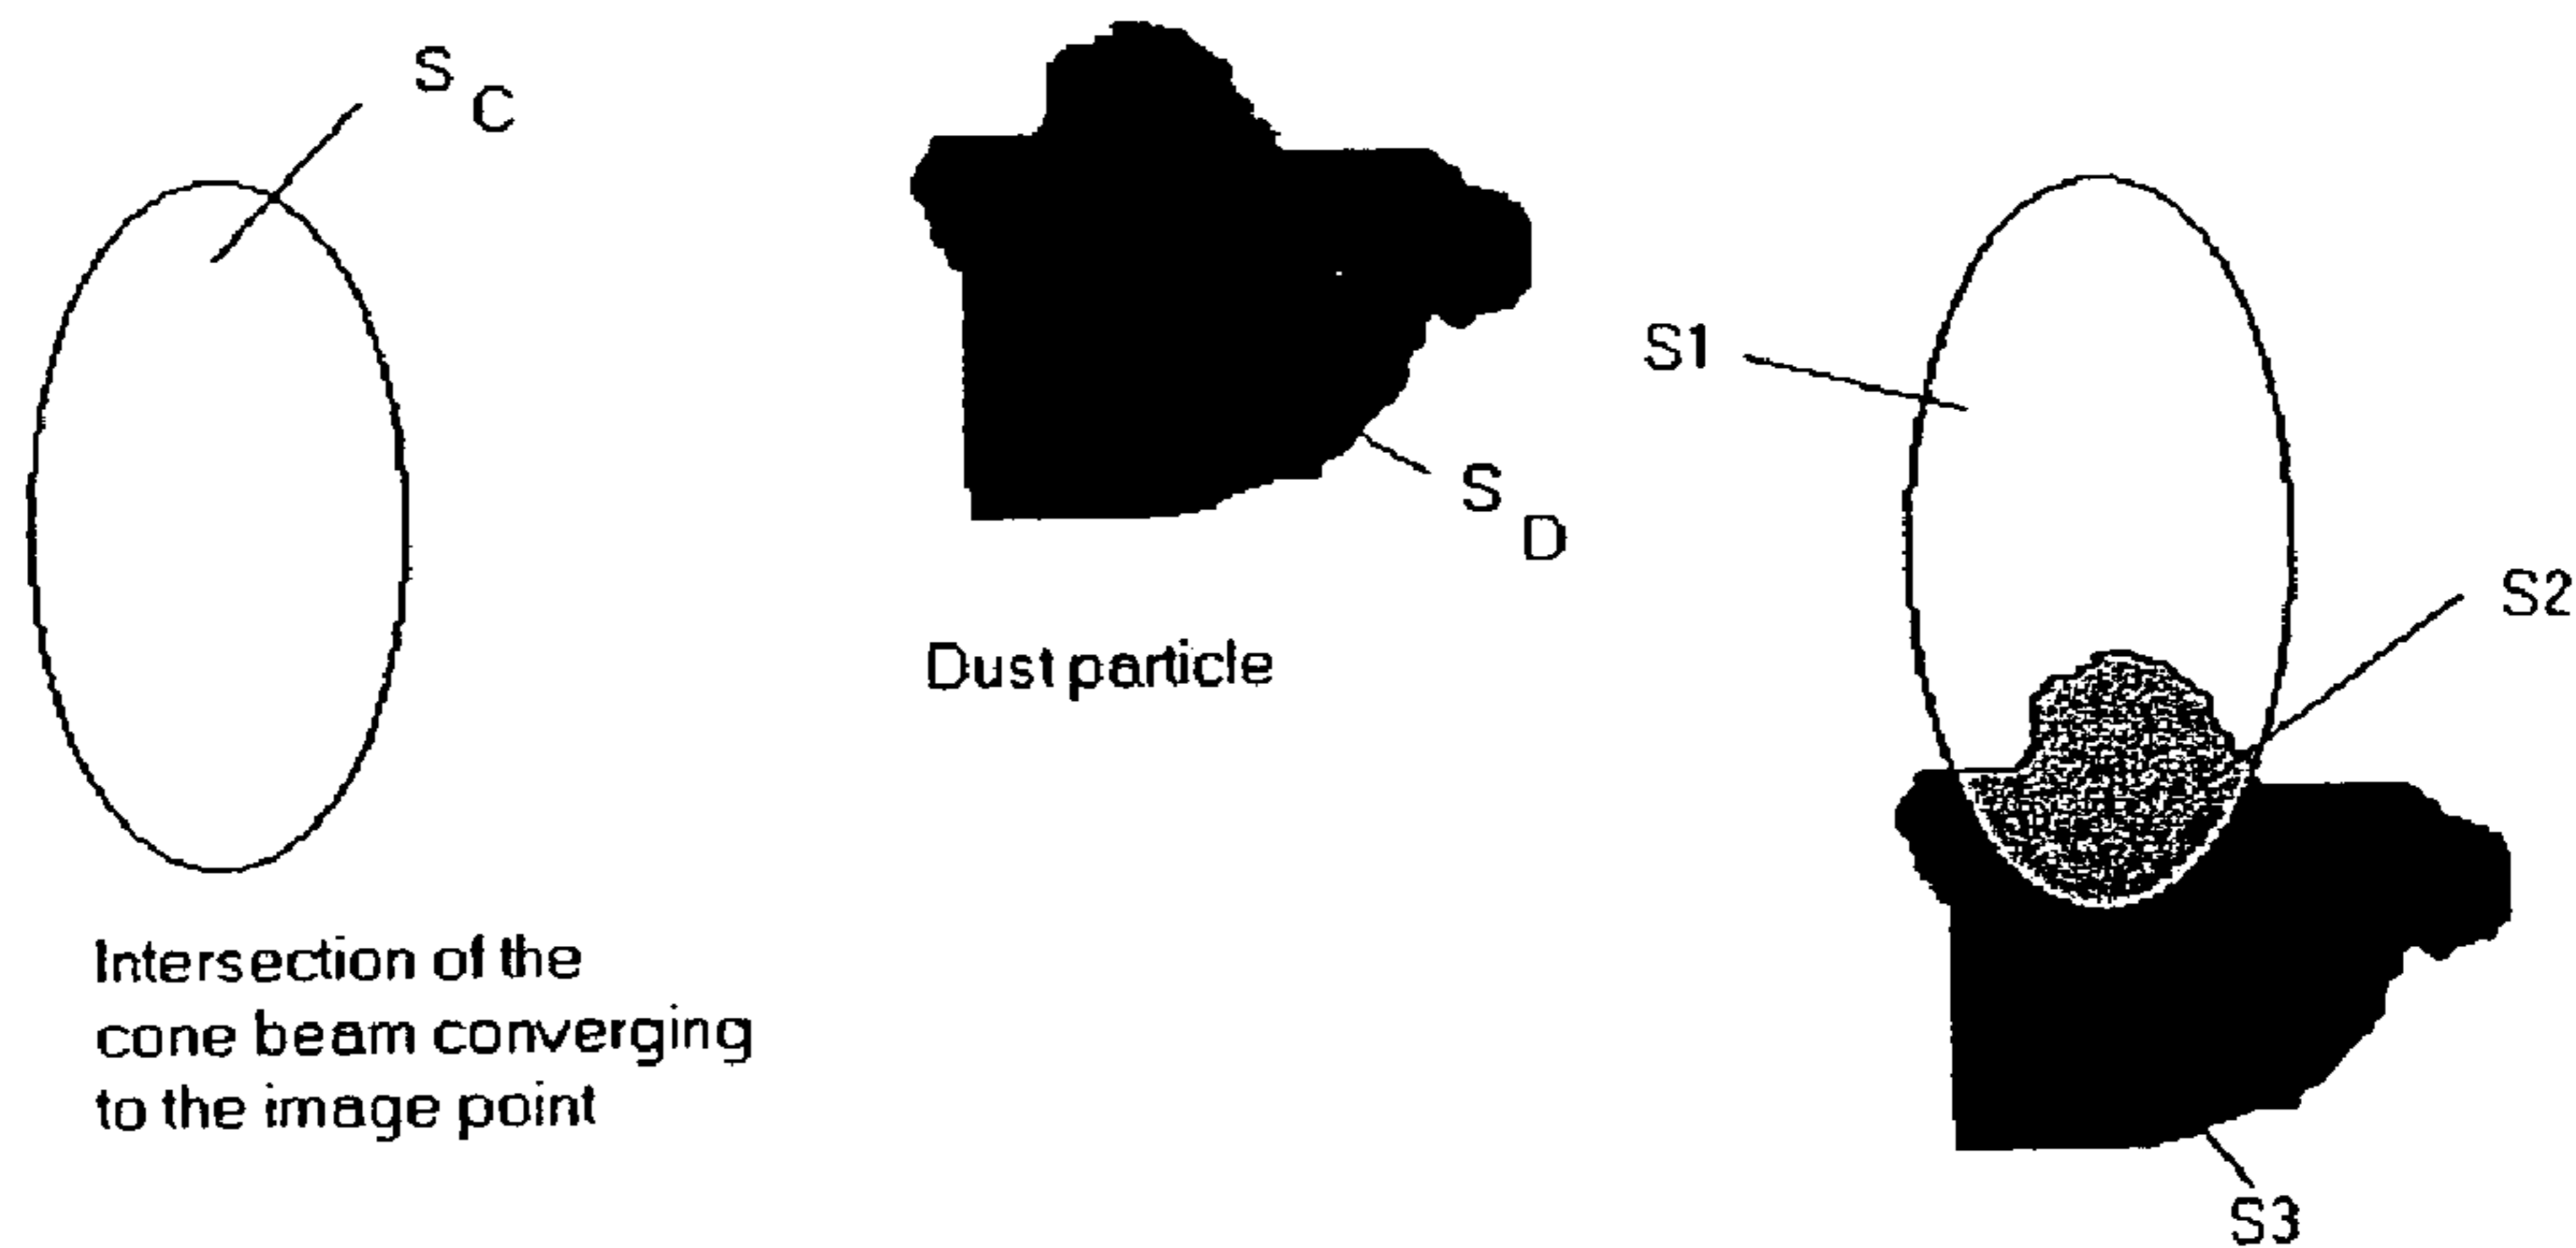 S C
Intersection of the
cone beam converging
to the image point
S D
Dust particle
S1
S2
S3